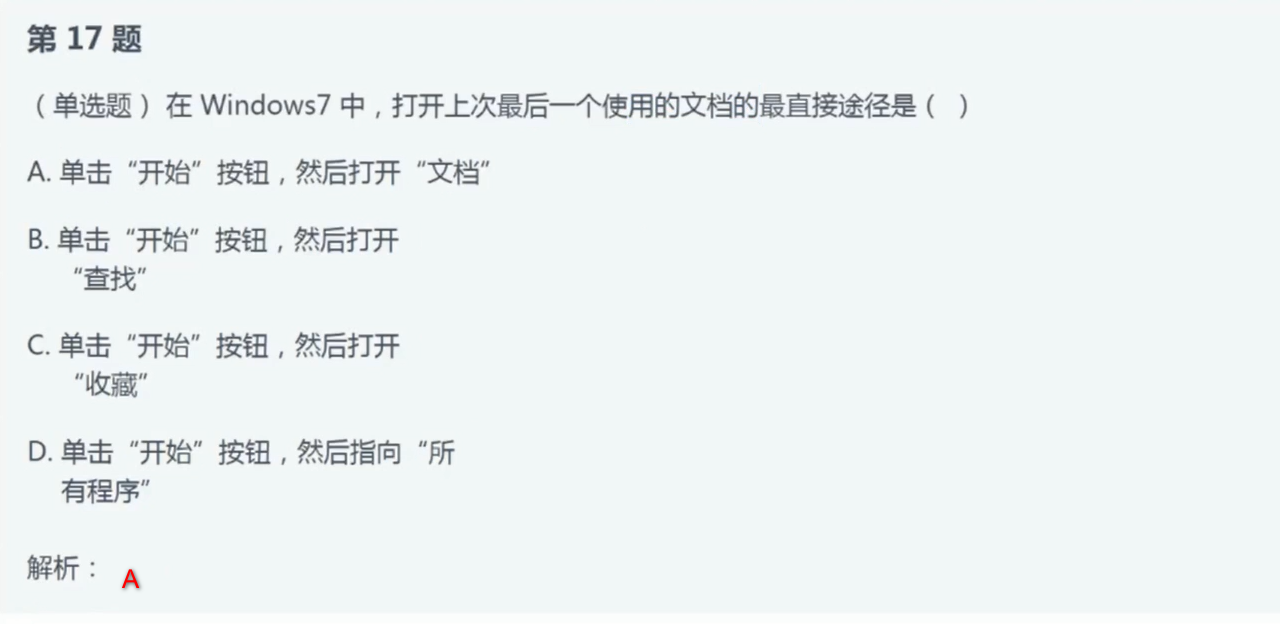 第 17 题
（单选题）在 Windows7 中，打开上次最后一个使用的文档的最直接途径是（ ）
A. 单击“开始”按钮，然后打开“文档”
B. 单击“开始”按钮，然后打开
“查找”
C. 单击“开始”按钮，然后打开
“收藏”
D. 单击“开始”按钮，然后指向“所
有程序”
解析： A